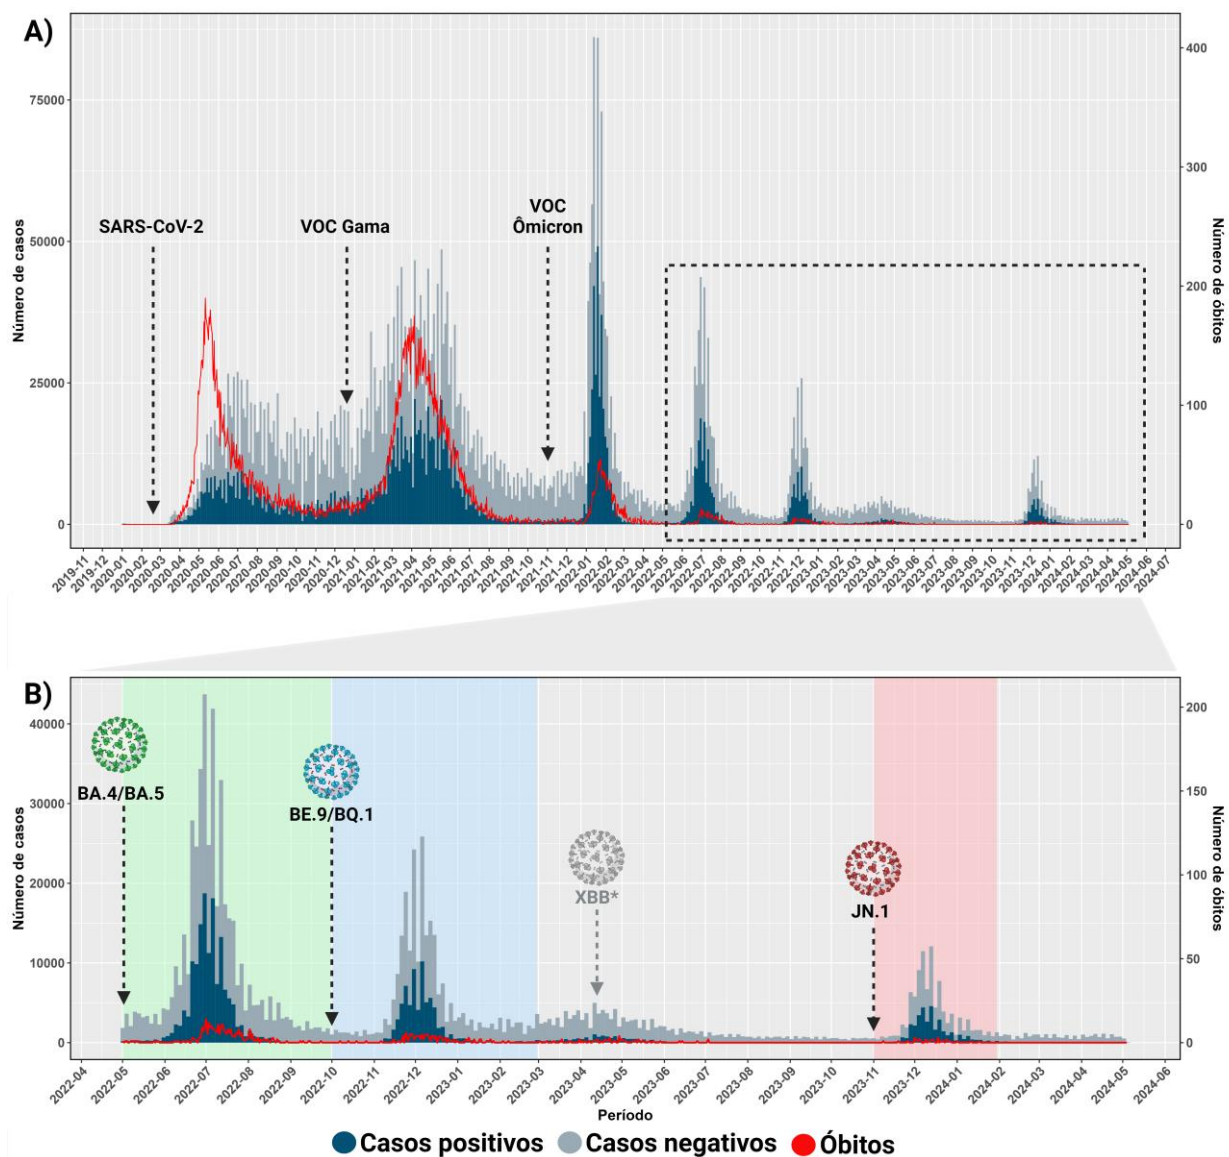 A)
400
75000
300
VOC
SARS-CoV-2 VOC Gama Ômicron
50000
Número de casos
Número de óbitos
200
25000
100
0 0
2019-11 2019-12 2020-01 2020-02 2020-03 2020-04 2020-05 2020-06 2020-07 2020-08 2020-09 2020-10 2020-11 2020-12 2021-01 2021-02 2021-03 2021-04 2021-05 2021-06 2021-07 2021-08 2021-09 2021-10 2021-11 2021-12 2022-01 2022-02 2022-03 2022-04 2022-05 2022-06 2022-07 2022-08 2022-09 2022-10 2022-11 2022-12 2023-01 2023-02 2023-03 2023-04 2023-05 2023-06 2023-07 2023-08 2023-09 2023-10 2023-11 2023-12 2024-01 2024-02 2024-03 2024-04 2024-05 2024-06 2024-07
B)
200
40000
BA.4/BA.5
30000
150
BE.9/BQ.1
Número de casos
Número de óbitos
XBB*
JN.1
20000
100
10000
50
0 0
2022-04 2022-05 2022-06 2022-07 2022-08 2022-09 2022-10 2022-11 2022-12 2023-01 2023-02 2023-03 2023-04 2023-05 2023-06 2023-07 2023-08 2023-09 2023-10 2023-11 2023-12 2024-01 2024-02 2024-03 2024-04 2024-05 2024-06
Período
Casos positivos Casos negativos Óbitos